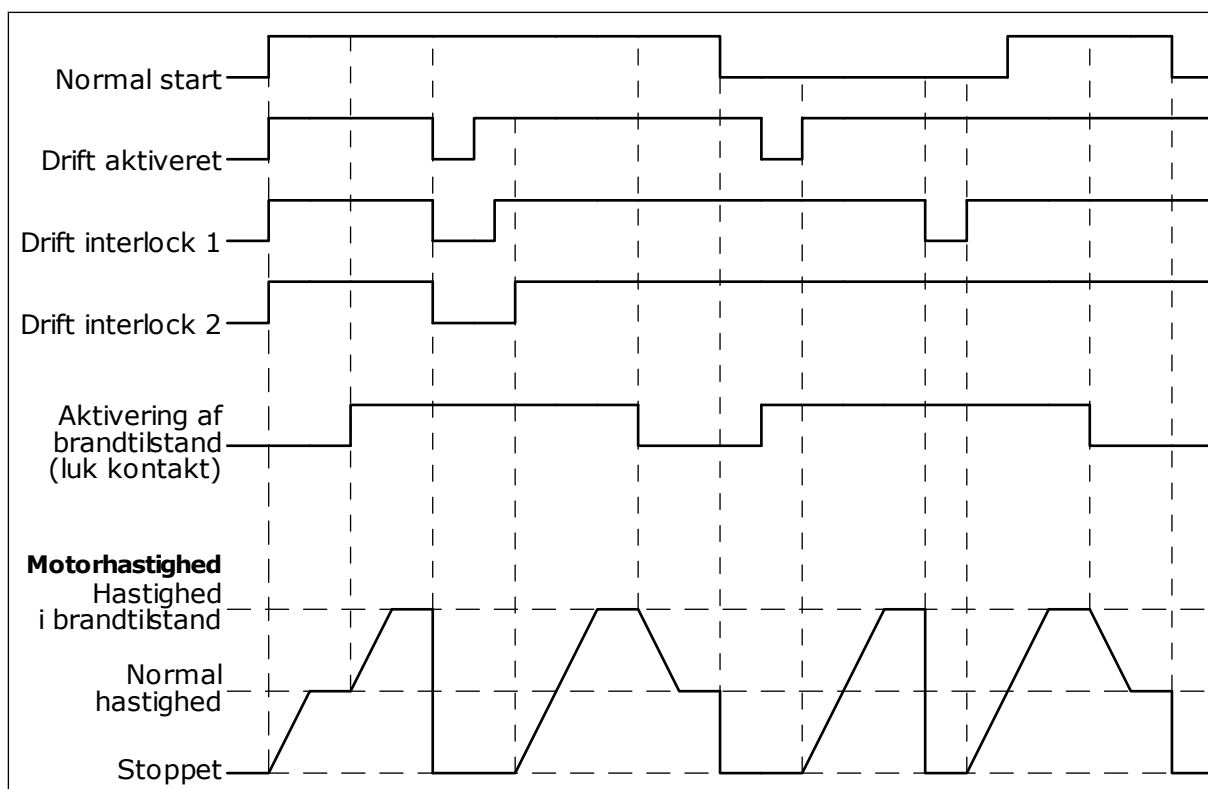 Normal start
Drift aktiveret
Drift interlock 1
Drift interlock 2
Aktivering af
brandtilstand
(luk kontakt)
Motorhastighed
Hastighed
i brandtilstand
Normal
hastighed
Stoppet